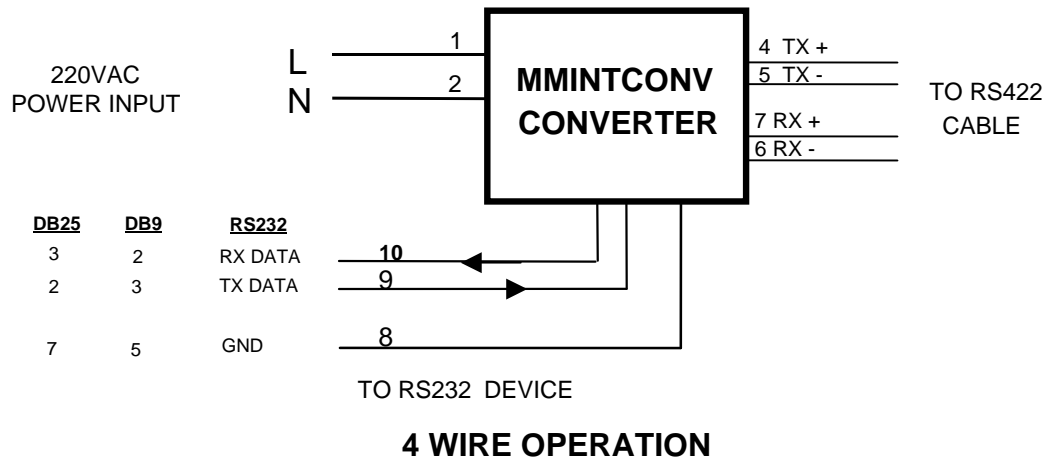 1
2
L
N
220VAC
POWER INPUT
MMINTCONV
CONVERTER
4 TX +
5 TX -
7 RX +
6 RX -
TO RS422
CABLE
DB25 DB9 RS232
3 2 RX DATA 10
2 3 TX DATA 9
7 5 GND 8
TO RS232 DEVICE
4 WIRE OPERATION